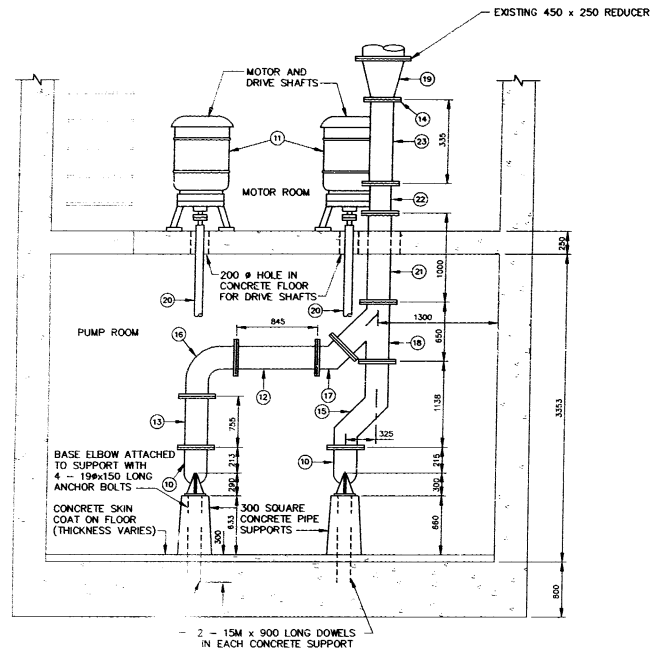 EXISTING 450 x 250 REDUCER
MOTOR AND
DRIVE SHAFTS
19
14
23
335
11
22
MOTOR ROOM
250
200 ø HOLE IN
CONCRETE FLOOR
FOR DRIVE SHAFTS
1000
21
20
20
1300
PUMP ROOM
845
16
650
18
12
17
3353
15
1138
13
755
325
BASE ELBOW ATTACHED
TO SUPPORT WITH
4 - 19øx150 LONG
ANCHOR BOLTS
10
213
10
215
290
300
CONCRETE SKIN
COAT ON FLOOR
(THICKNESS VARIES)
300 SQUARE
CONCRETE PIPE
SUPPORTS
300
633
660
800
2 - 15M x 900 LONG DOWELS
IN EACH CONCRETE SUPPORT